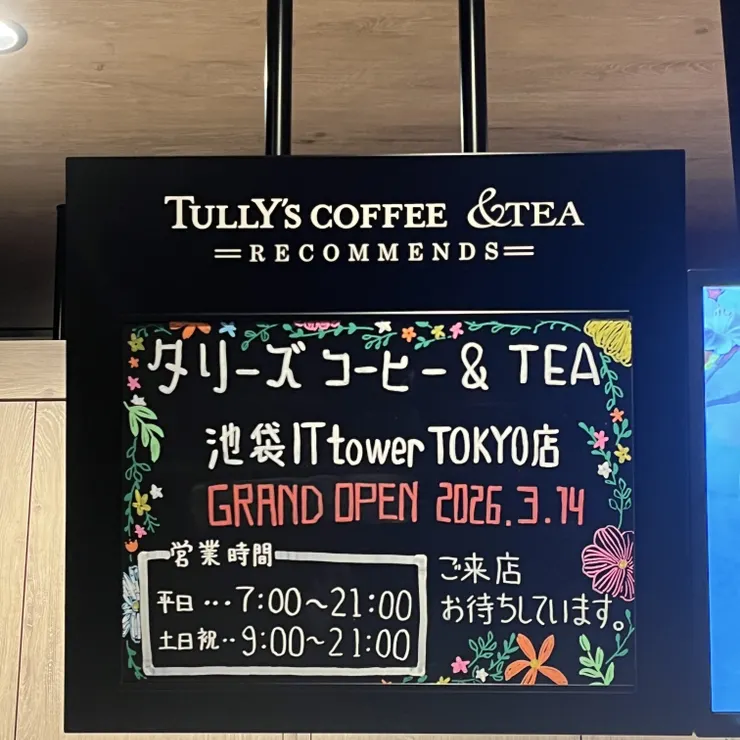 TULLY'S COFFEE &TEA
RECOMMENDS
タリーズ コーヒー & TEA
池袋IT tower TOKYO店
GRAND OPEN 2026.3.14
営業時間
平日…7:00〜21:00
土日祝‥9:00〜21:00
ご来店
お待ちしています。